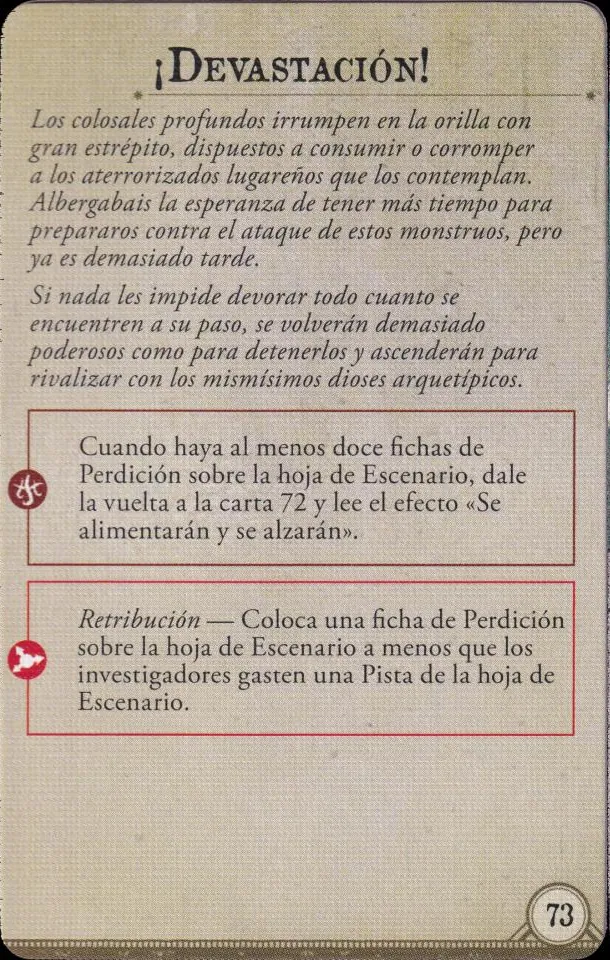 ¡Devastación!
Los colosales profundos irrumpen en la orilla con
gran estrépito, dispuestos a consumir o corromper
a los aterrorizados lugareños que los contemplan.
Albergabais la esperanza de tener más tiempo para
prepararos contra el ataque de estos monstruos, pero
ya es demasiado tarde.
Si nada les impide devorar todo cuanto se
encuentren a su paso, se volverán demasiado
poderosos como para detenerlos y ascenderán para
rivalizar con los mismísimos dioses arquetípicos.
Cuando haya al menos doce fichas de
Perdición sobre la hoja de Escenario, dale
la vuelta a la carta 72 y lee el efecto «Se
alimentarán y se alzarán».
Retribución — Coloca una ficha de Perdición
sobre la hoja de Escenario a menos que los
investigadores gasten una Pista de la hoja de
Escenario.
73